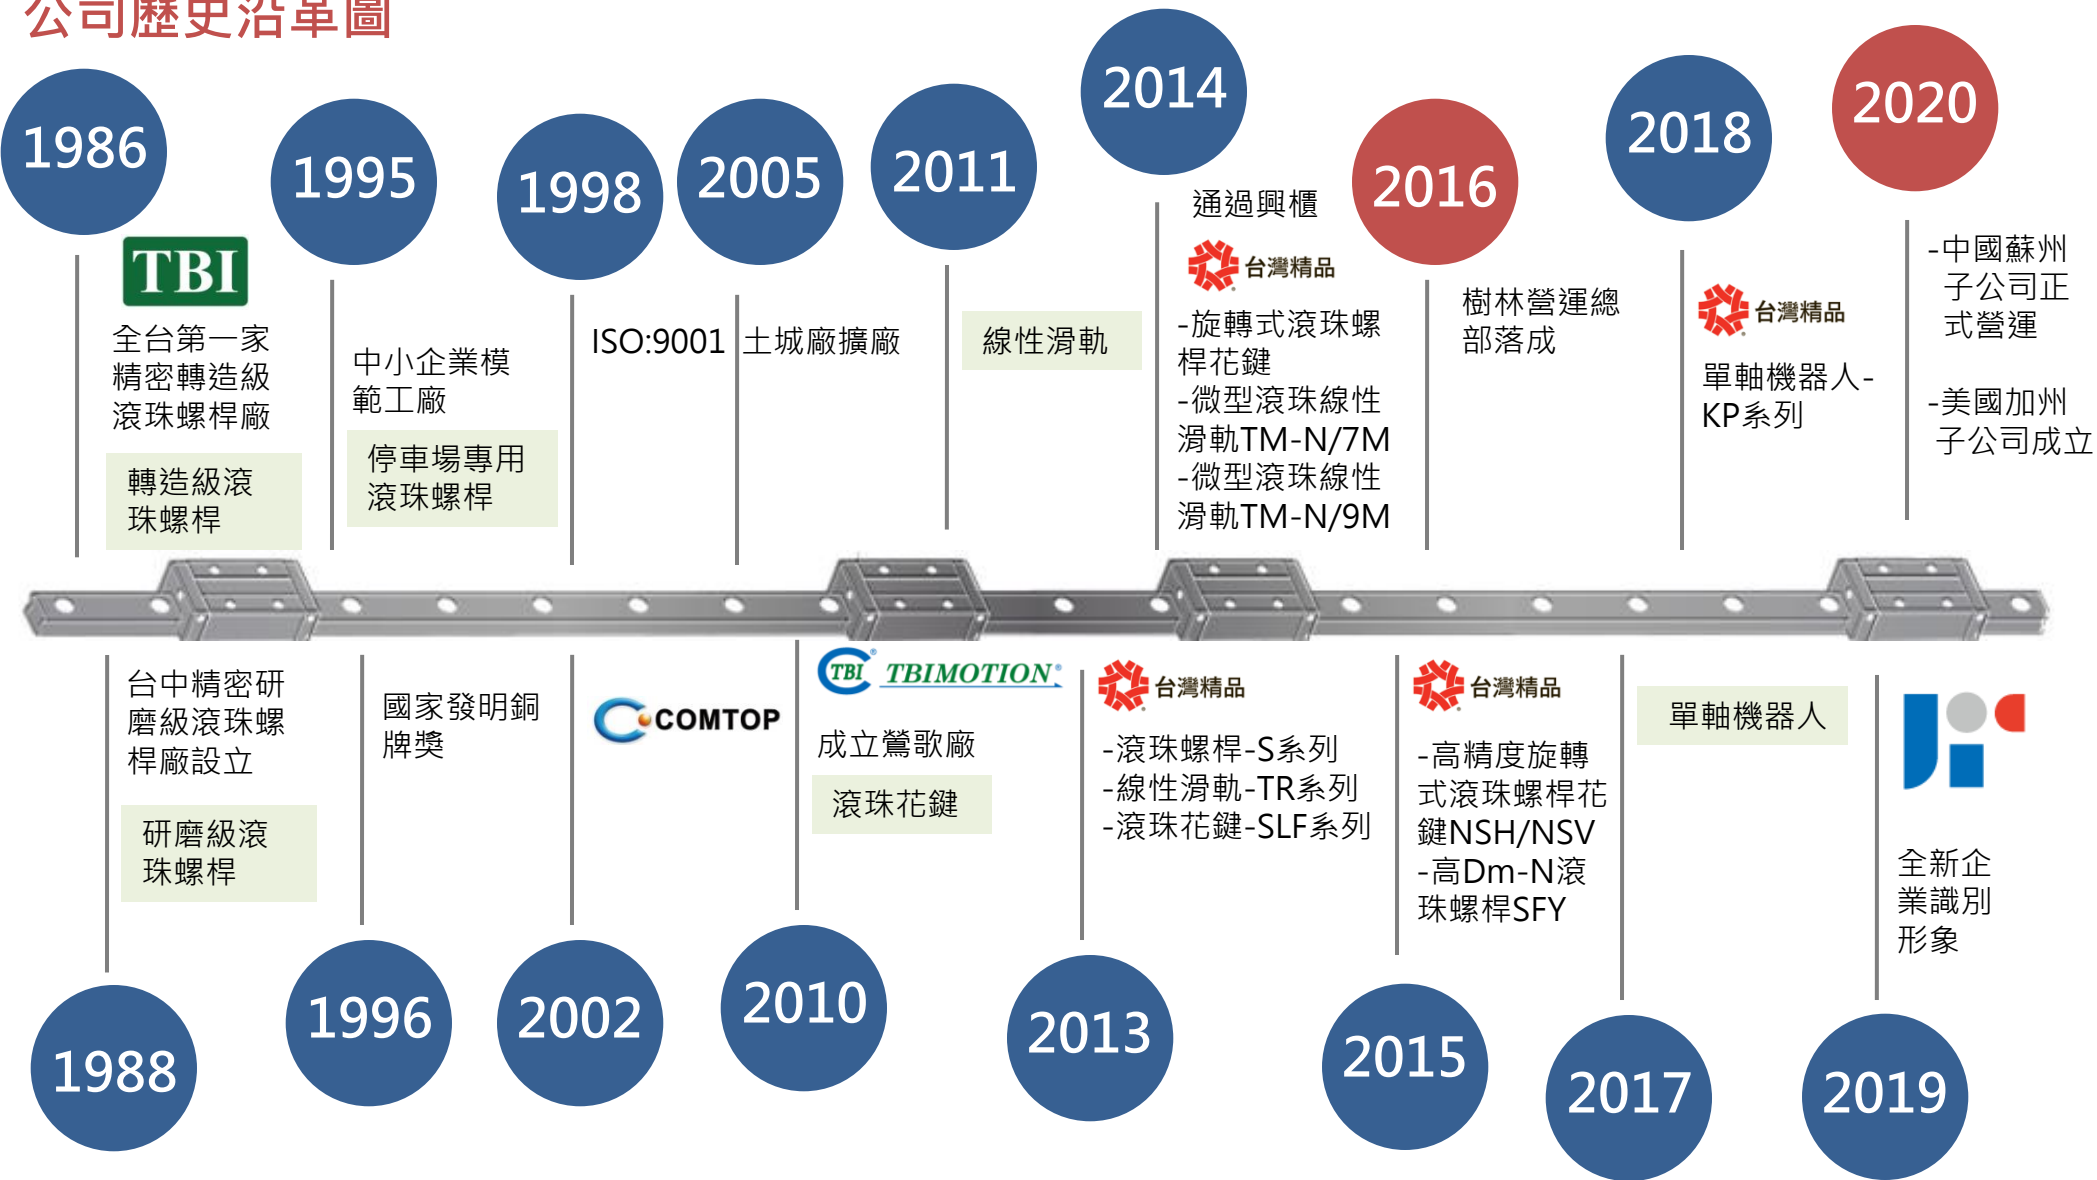 公司歷史沿革圖
1986
TBI
全台第一家
精密轉造級
滾珠螺桿廠
轉造級滾
珠螺桿
1995
中小企業模
範工廠
停車場專用
滾珠螺桿
1998
ISO:9001
2005
土城廠擴廠
2011
線性滑軌
2014
通過興櫃
台灣精品
-旋轉式滾珠螺
桿花鍵
-微型滾珠線性
滑軌TM-N/7M
-微型滾珠線性
滑軌TM-N/9M
2016
樹林營運總
部落成
2018
台灣精品
單軸機器人-
KP系列
2020
-中國蘇州
子公司正
式營運
-美國加州
子公司成立
台中精密研
磨級滾珠螺
桿廠設立
研磨級滾
珠螺桿
1988
國家發明銅
牌獎
1996
COMTOP
2002
TBI TBIMOTION
成立鶯歌廠
滾珠花鍵
2010
台灣精品
-滾珠螺桿-S系列
-線性滑軌-TR系列
-滾珠花鍵-SLF系列
2013
台灣精品
-高精度旋轉
式滾珠螺桿花
鍵NSH/NSV
-高Dm-N滾
珠螺桿SFY
2015
單軸機器人
2017
全新企
業識別
形象
2019